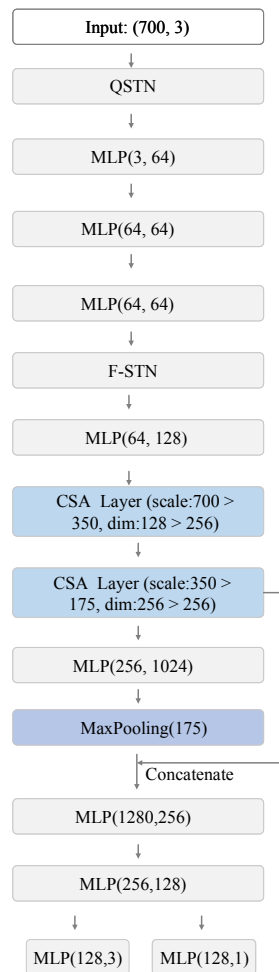 Input: (700, 3)
QSTN
MLP(3, 64)
MLP(64, 64)
MLP(64, 64)
F-STN
MLP(64, 128)
CSA Layer (scale:700 >
350, dim:128 > 256)
CSA Layer (scale:350 >
175, dim:256 > 256)
MLP(256, 1024)
MaxPooling(175)
Concatenate
MLP(1280,256)
MLP(256,128)
MLP(128,3)
MLP(128,1)